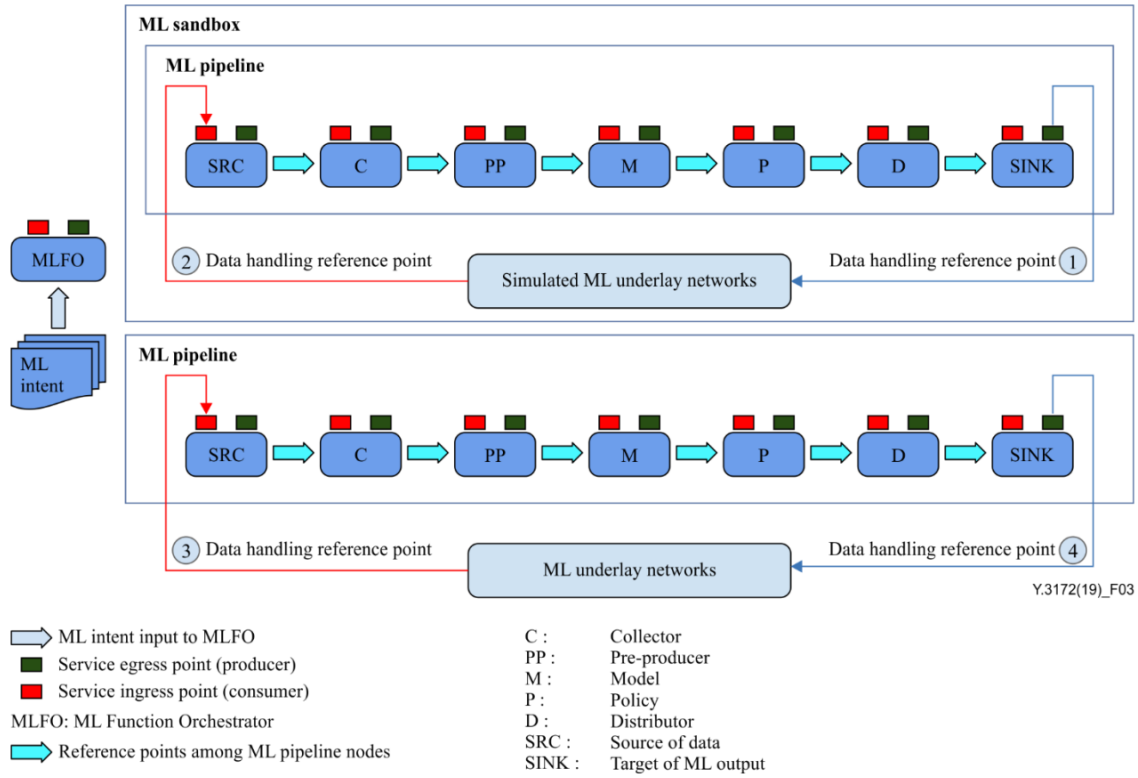 ML sandbox
ML pipeline
SRC
C
PP
M
P
D
SINK
2 Data handling reference point
Simulated ML underlay networks
Data handling reference point 1
MLFO
ML
intent
ML pipeline
SRC
C
PP
M
P
D
SINK
3 Data handling reference point
ML underlay networks
Data handling reference point 4
Y.3172(19)_F03
ML intent input to MLFO
Service egress point (producer)
Service ingress point (consumer)
MLFO: ML Function Orchestrator
Reference points among ML pipeline nodes
C : Collector
PP : Pre-producer
M : Model
P : Policy
D : Distributor
SRC : Source of data
SINK : Target of ML output